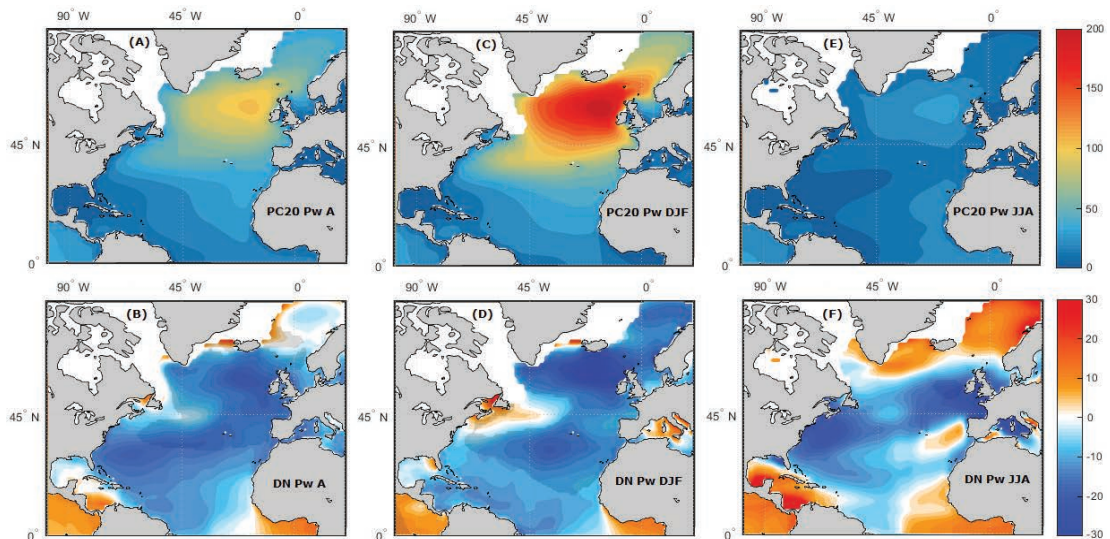 90° W 45° W 0°
90° W 45° W 0°
90° W 45° W 0°
(A)
(C)
(E)
200
150
100
50
0
45° N
45° N
45° N
PC20 Pw A
PC20 Pw DJF
PC20 Pw JJA
0°
0°
0°
90° W 45° W 0°
90° W 45° W 0°
90° W 45° W 0°
(B)
(D)
(F)
30
20
10
0
-10
-20
-30
45° N
45° N
45° N
DN Pw A
DN Pw DJF
DN Pw JJA
0°
0°
0°